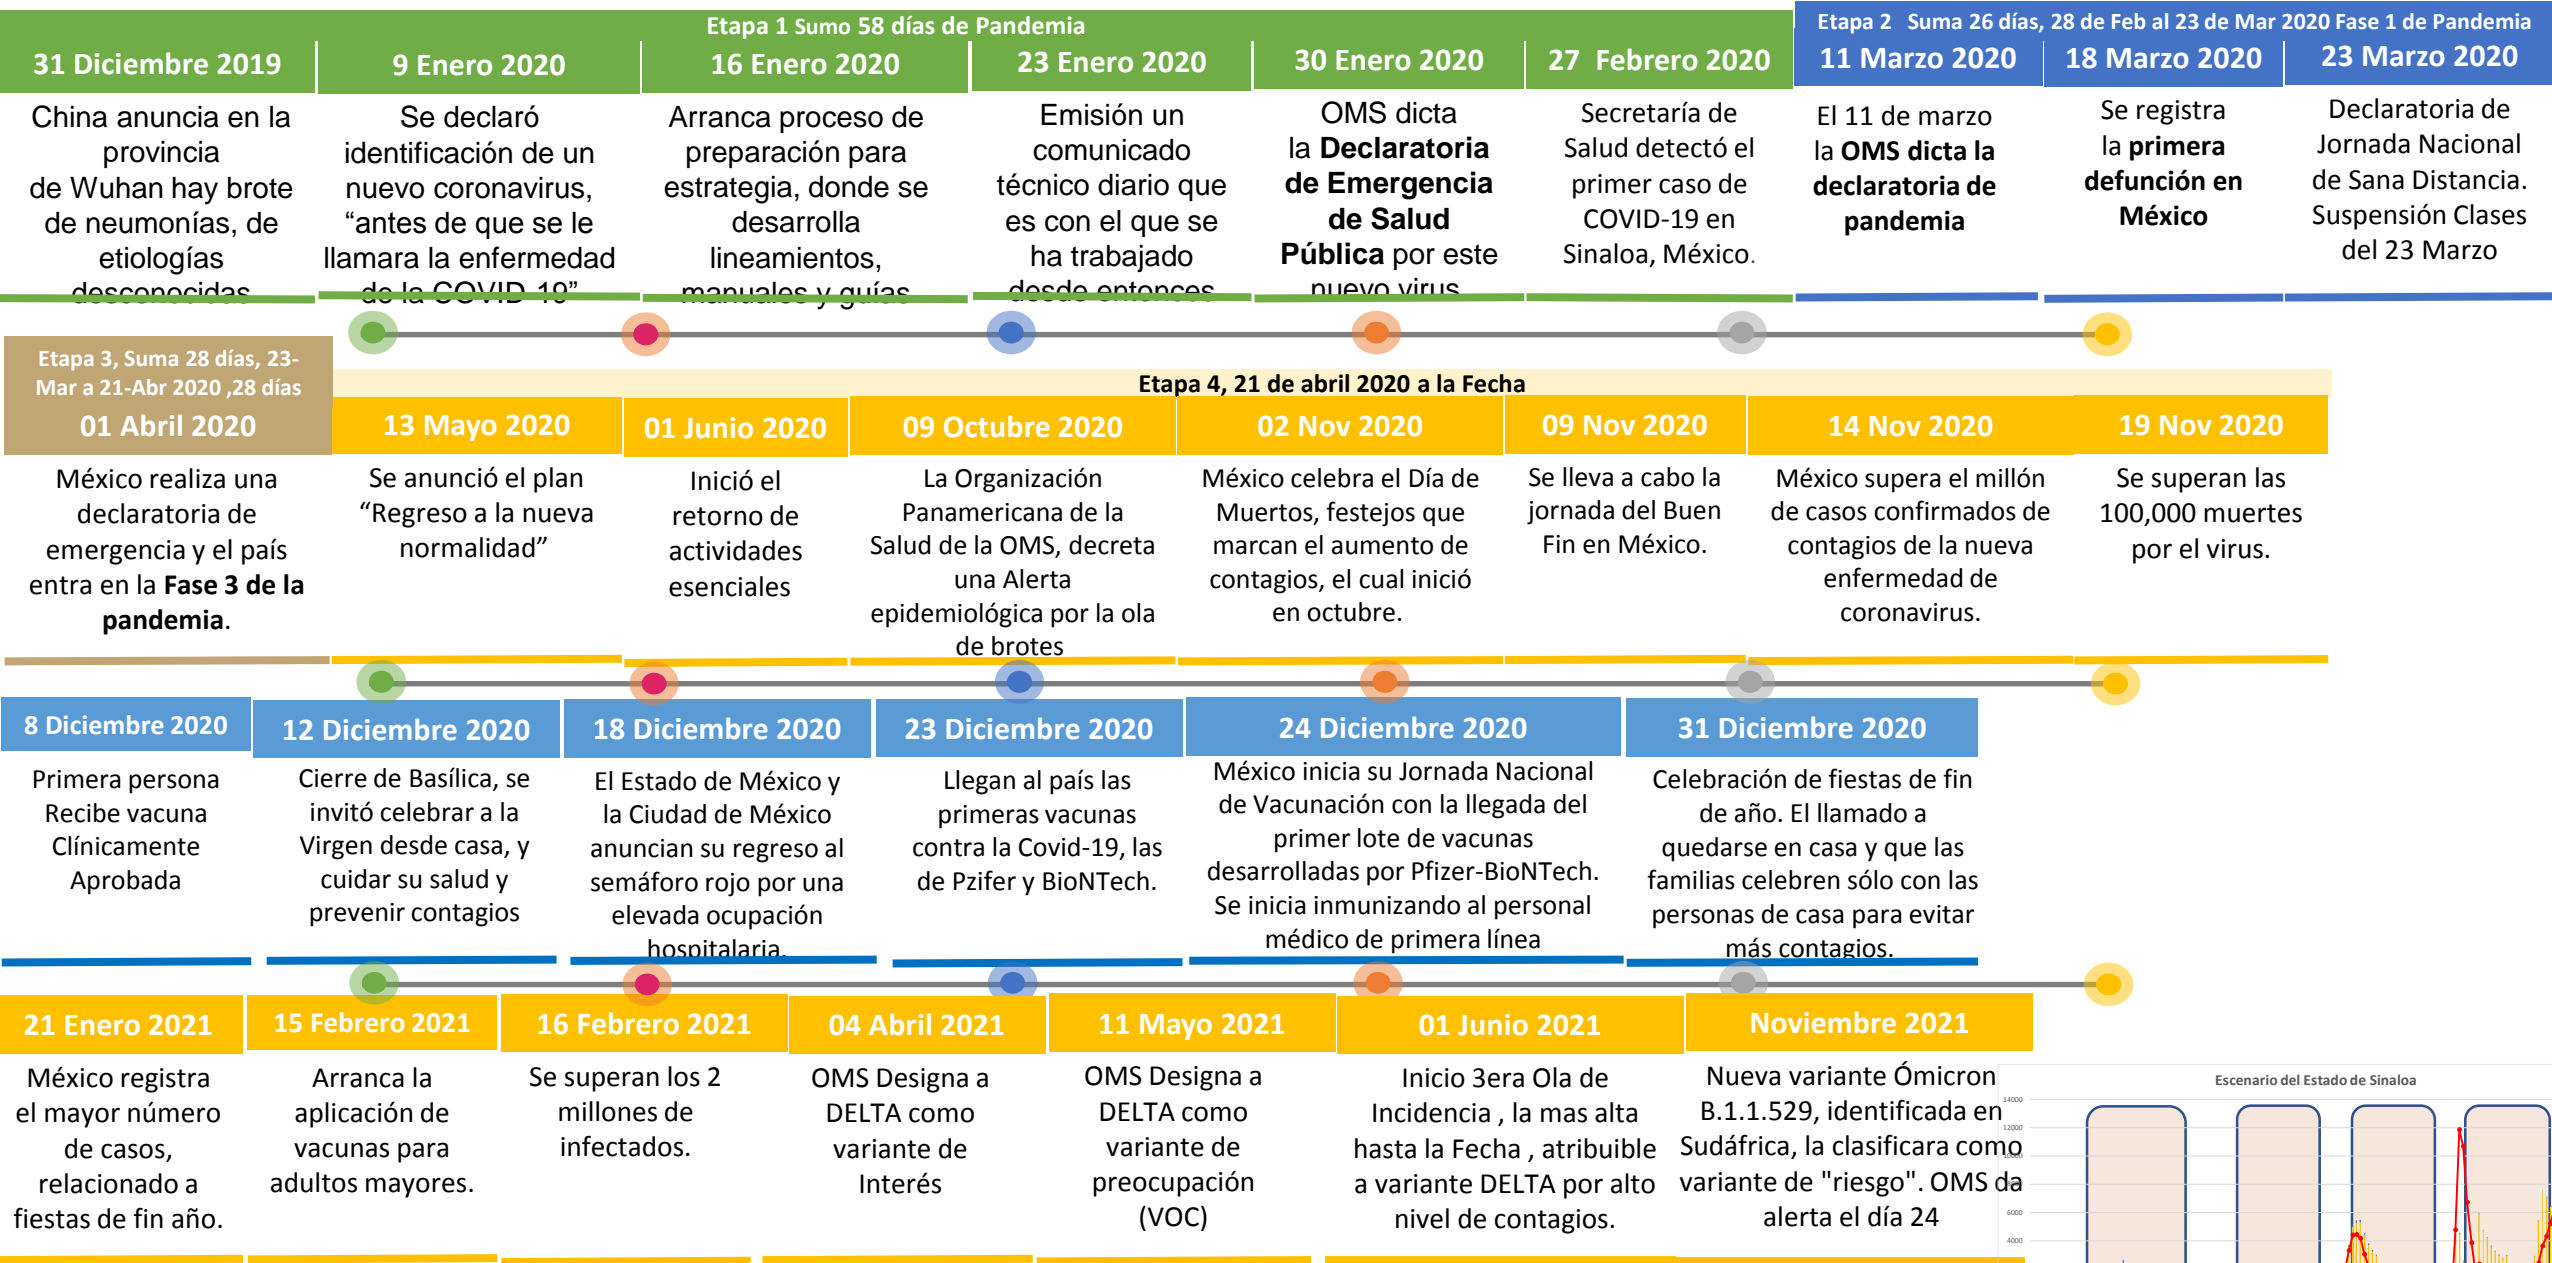 Etapa 1 Sumo 58 días de Pandemia
31 Diciembre 2019
China anuncia en la
provincia
de Wuhan hay brote
de neumonías, de
etiologías
desconocidas
9 Enero 2020
Se declaró
identificación de un
nuevo coronavirus,
“antes de que se le
llamara la enfermedad
de la COVID-19”
16 Enero 2020
Arranca proceso de
preparación para
estrategia, donde se
desarrolla
lineamientos,
manuales y guías
23 Enero 2020
Emisión un
comunicado
técnico diario que
es con el que se
ha trabajado
desde entonces
30 Enero 2020
OMS dicta
la Declaratoria
de Emergencia
de Salud
Pública por este
nuevo virus
27 Febrero 2020
Secretaría de
Salud detectó el
primer caso de
COVID-19 en
Sinaloa, México.
Etapa 2 Suma 26 días, 28 de Feb al 23 de Mar 2020 Fase 1 de Pandemia
11 Marzo 2020
El 11 de marzo
la OMS dicta la
declaratoria de
pandemia
18 Marzo 2020
Se registra
la primera
defunción en
México
23 Marzo 2020
Declaratoria de
Jornada Nacional
de Sana Distancia.
Suspensión Clases
del 23 Marzo
Etapa 3, Suma 28 días, 23-
Mar a 21-Abr 2020 ,28 días
01 Abril 2020
México realiza una
declaratoria de
emergencia y el país
entra en la Fase 3 de la
pandemia.
Etapa 4, 21 de abril 2020 a la Fecha
13 Mayo 2020
Se anunció el plan
“Regreso a la nueva
normalidad”
01 Junio 2020
Inició el
retorno de
actividades
esenciales
09 Octubre 2020
La Organización
Panamericana de la
Salud de la OMS, decreta
una Alerta
epidemiológica por la ola
de brotes
02 Nov 2020
México celebra el Día de
Muertos, festejos que
marcan el aumento de
contagios, el cual inició
en octubre.
09 Nov 2020
Se lleva a cabo la
jornada del Buen
Fin en México.
14 Nov 2020
México supera el millón
de casos confirmados de
contagios de la nueva
enfermedad de
coronavirus.
19 Nov 2020
Se superan las
100,000 muertes
por el virus.
8 Diciembre 2020
Primera persona
Recibe vacuna
Clínicamente
Aprobada
12 Diciembre 2020
Cierre de Basílica, se
invitó celebrar a la
Virgen desde casa, y
cuidar su salud y
prevenir contagios
18 Diciembre 2020
El Estado de México y
la Ciudad de México
anuncian su regreso al
semáforo rojo por una
elevada ocupación
hospitalaria.
23 Diciembre 2020
Llegan al país las
primeras vacunas
contra la Covid-19, las
de Pzifer y BioNTech.
24 Diciembre 2020
México inicia su Jornada Nacional
de Vacunación con la llegada del
primer lote de vacunas
desarrolladas por Pfizer-BioNTech.
Se inicia inmunizando al personal
médico de primera línea
31 Diciembre 2020
Celebración de fiestas de fin
de año. El llamado a
quedarse en casa y que las
familias celebren sólo con las
personas de casa para evitar
más contagios.
21 Enero 2021
México registra
el mayor número
de casos,
relacionado a
fiestas de fin año.
15 Febrero 2021
Arranca la
aplicación de
vacunas para
adultos mayores.
16 Febrero 2021
Se superan los 2
millones de
infectados.
04 Abril 2021
OMS Designa a
DELTA como
variante de
Interés
11 Mayo 2021
OMS Designa a
DELTA como
variante de
preocupación
(VOC)
01 Junio 2021
Inicio 3era Ola de
Incidencia , la mas alta
hasta la Fecha , atribuible
a variante DELTA por alto
nivel de contagios.
Noviembre 2021
Nueva variante Ómicron
B.1.1.529, identificada en
Sudáfrica, la clasificara como
variante de "riesgo". OMS da
alerta el día 24
Escenario del Estado de Sinaloa
14000
12000
10000
6000
4000